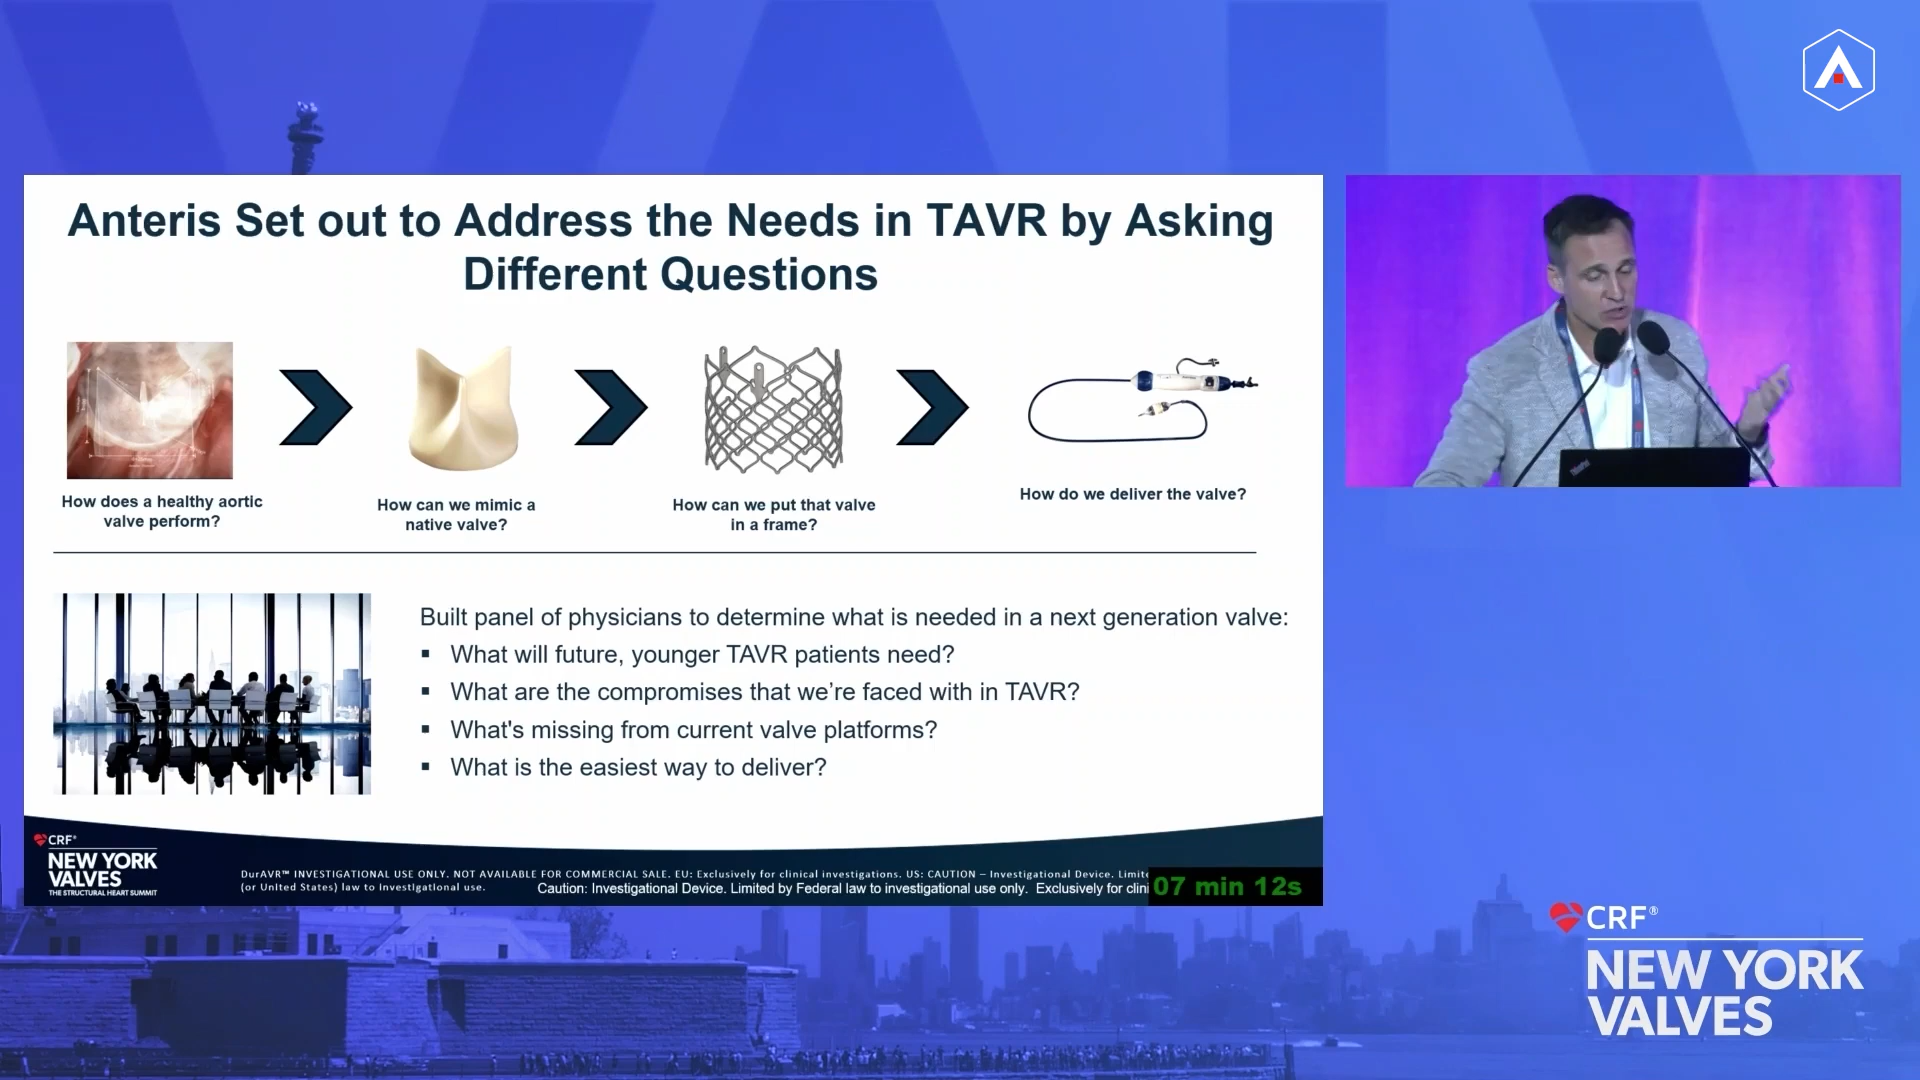 Anteris Set out to Address the Needs in TAVR by Asking
Different Questions
How does a healthy aortic
valve perform?
How can we mimic a
native valve?
How can we put that valve
in a frame?
How do we deliver the valve?
Built panel of physicians to determine what is needed in a next generation valve:
▪ What will future, younger TAVR patients need?
▪ What are the compromises that we’re faced with in TAVR?
▪ What's missing from current valve platforms?
▪ What is the easiest way to deliver?
CRF®
NEW YORK
VALVES
THE STRUCTURAL HEART SUMMIT
DurAVR™ INVESTIGATIONAL USE ONLY. NOT AVAILABLE FOR COMMERCIAL SALE. EU: Exclusively for clinical investigations. US: CAUTION – Investigational Device. Limite
(or United States) law to investigational use.
Caution: Investigational Device. Limited by Federal law to investigational use only. Exclusively for clini
07 min 12s
CRF®
NEW YORK
VALVES